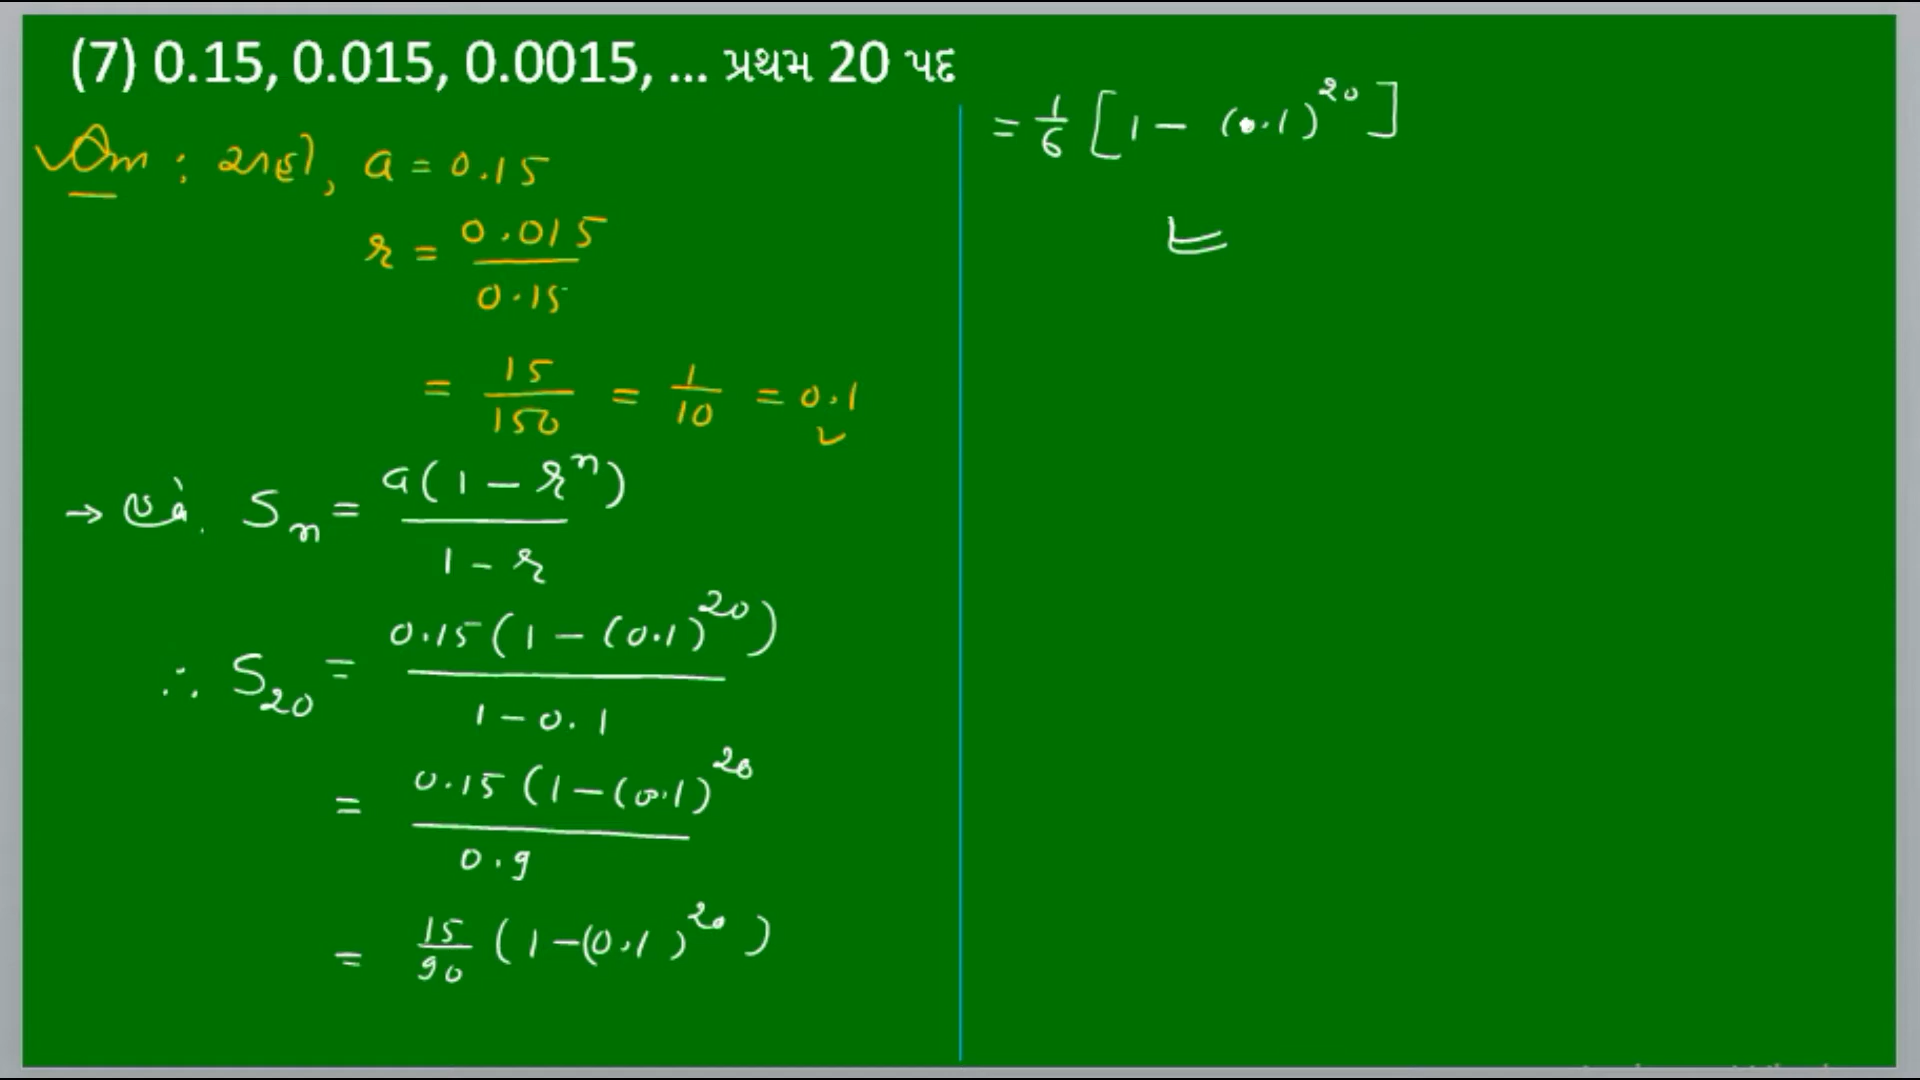 (7) 0.15, 0.015, 0.0015, ... પ્રથમ 20 પદ
: અહી, a = 0.15
r = 0.015 / 0.15
= 15/150 = 1/10 = 0.1
→ હવે. Sn = a(1 - r^n) / 1 - r
∴ S20 = 0.15(1 - (0.1)^20) / 1 - 0.1
= 0.15 (1 - (0.1)^20 / 0.9
= 15/90 (1 - (0.1)^20)
= 1/6 [1 - (0.1)^20]